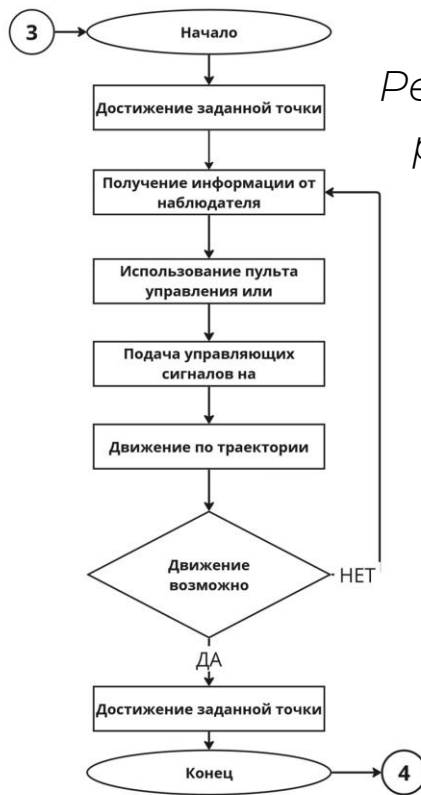 3
Начало
Достижение заданной точки
Ре
р
Получение информации от
наблюдателя
Использование пульта
управления или
Подача управляющих
сигналов на
Движение по траектории
Движение
возможно
НЕТ
ДА
Достижение заданной точки
Конец
4